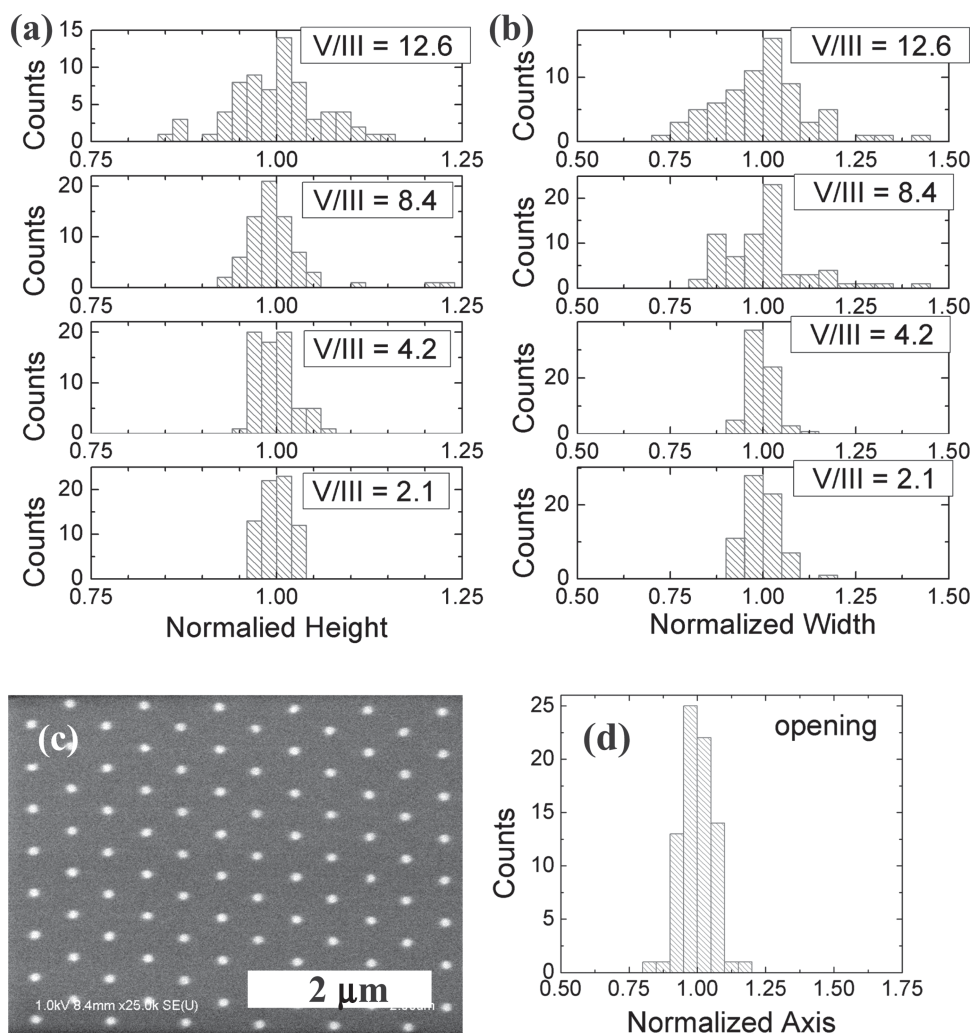 (a)
15
10
5
0
Counts
V/III = 12.6
0.75
1.00
1.25
20
10
0
Counts
V/III = 8.4
0.75
1.00
1.25
20
10
0
Counts
V/III = 4.2
0.75
1.00
1.25
20
10
0
Counts
V/III = 2.1
0.75
1.00
1.25
Normalied Height
(b)
10
0
Counts
V/III = 12.6
0.50
0.75
1.00
1.25
1.50
20
10
0
Counts
V/III = 8.4
0.50
0.75
1.00
1.25
1.50
20
0
Counts
V/III = 4.2
0.50
0.75
1.00
1.25
1.50
20
0
Counts
V/III = 2.1
0.50
0.75
1.00
1.25
1.50
Normalized Width
(c)
2 μm
1.0kV 8.4mm x25.0k SE(U)
(d)
opening
25
20
15
10
5
0
Counts
0.50
0.75
1.00
1.25
1.50
1.75
Normalized Axis